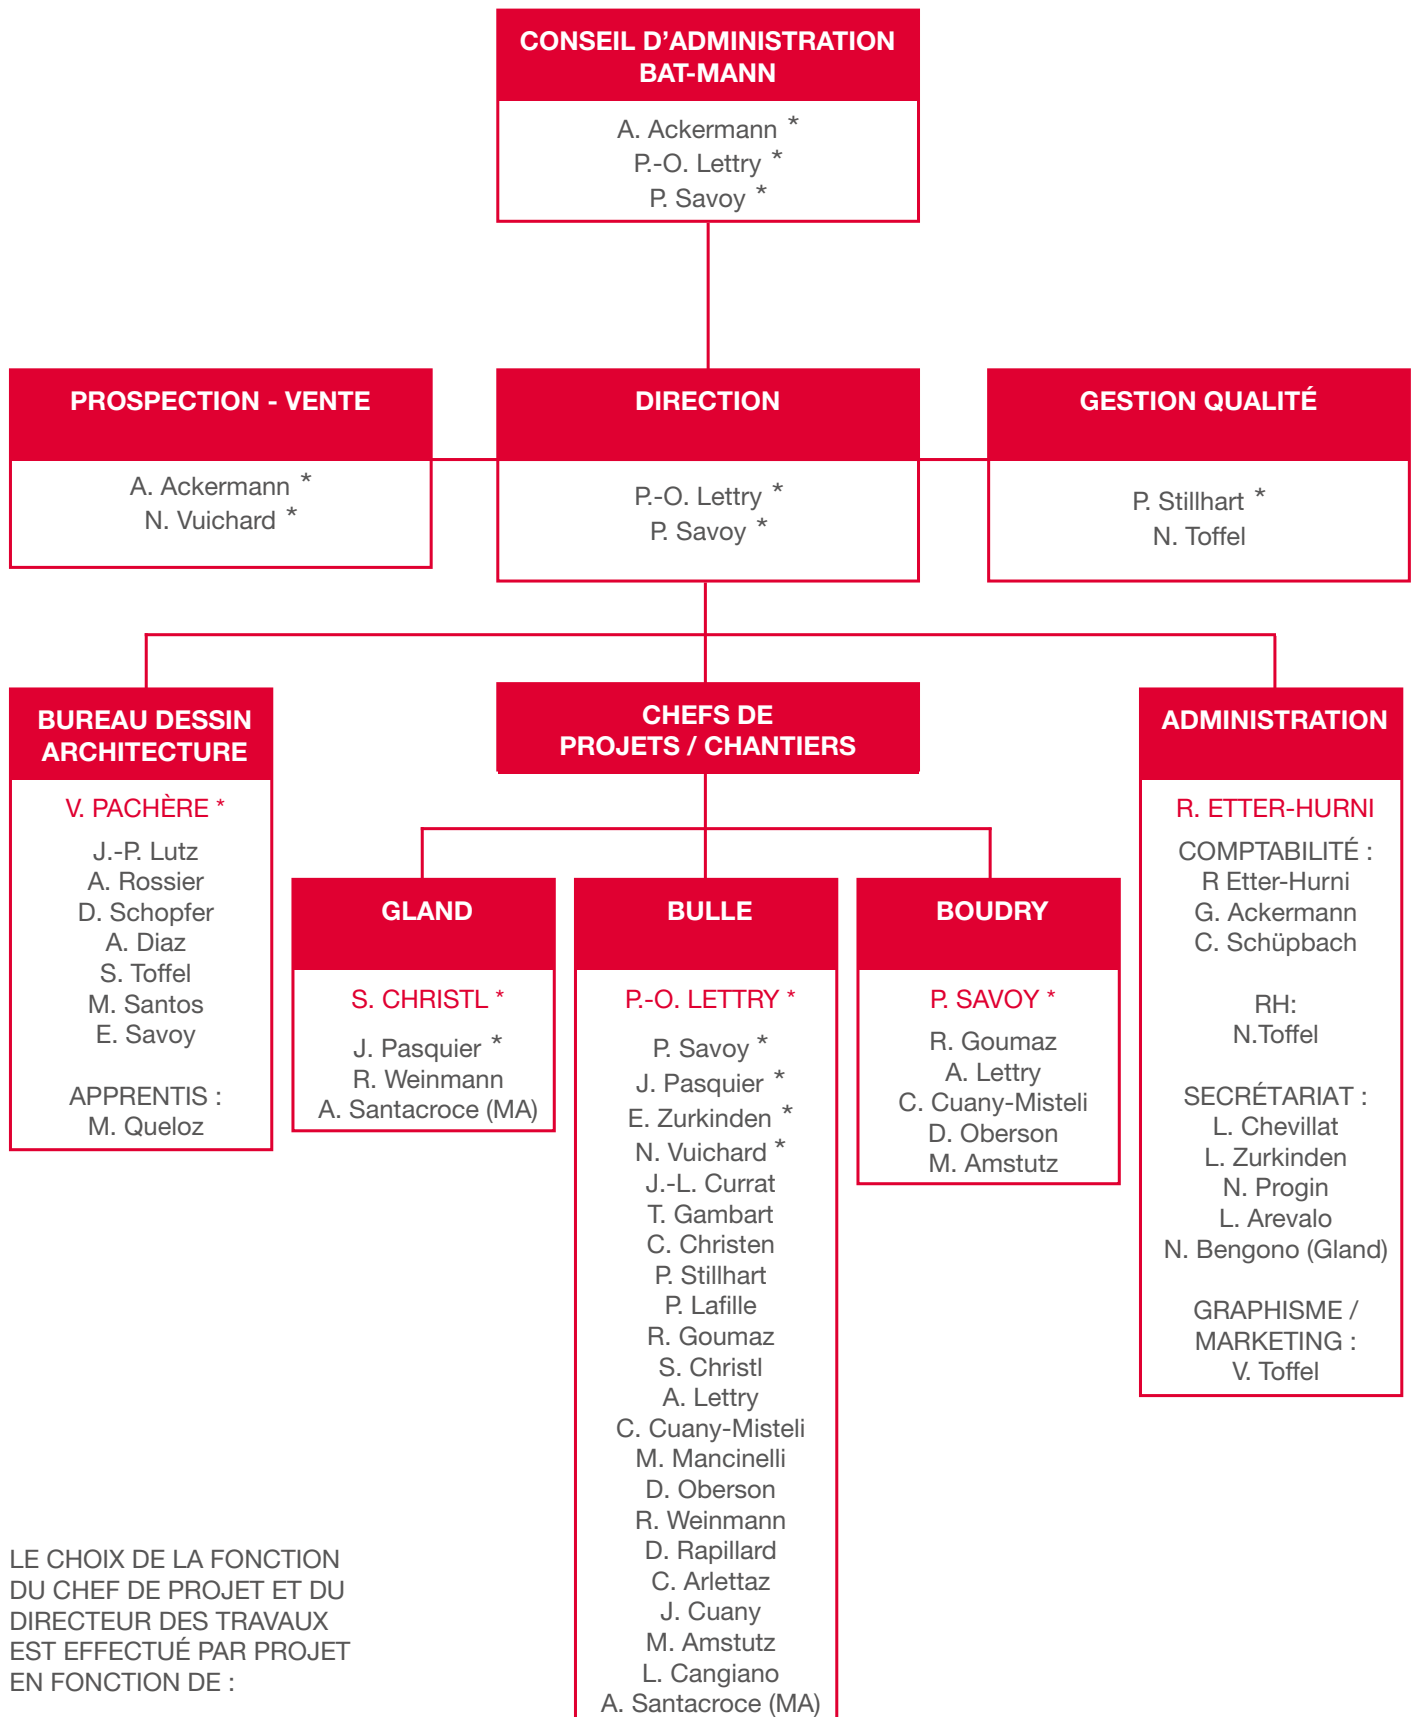 CONSEIL D’ADMINISTRATION
BAT-MANN
A. Ackermann *
P.-O. Lettry *
P. Savoy *
PROSPECTION - VENTE
A. Ackermann *
N. Vuichard *
DIRECTION
P.-O. Lettry *
P. Savoy *
GESTION QUALITÉ
P. Stillhart *
N. Toffel
BUREAU DESSIN
ARCHITECTURE
V. PACHÈRE *
J.-P. Lutz
A. Rossier
D. Schopfer
A. Diaz
S. Toffel
M. Santos
E. Savoy
APPRENTIS :
M. Queloz
CHEFS DE
PROJETS / CHANTIERS
GLAND
S. CHRISTL *
J. Pasquier *
R. Weinmann
A. Santacroce (MA)
BULLE
P.-O. LETTRY *
P. Savoy *
J. Pasquier *
E. Zurkinden *
N. Vuichard *
J.-L. Currat
T. Gambart
C. Christen
P. Stillhart
P. Lafille
R. Goumaz
S. Christl
A. Lettry
C. Cuany-Misteli
M. Mancinelli
D. Oberson
R. Weinmann
D. Rapillard
C. Arlettaz
J. Cuany
M. Amstutz
L. Cangiano
A. Santacroce (MA)
BOUDRY
P. SAVOY *
R. Goumaz
A. Lettry
C. Cuany-Misteli
D. Oberson
M. Amstutz
ADMINISTRATION
R. ETTER-HURNI
COMPTABILITÉ :
R Etter-Hurni
G. Ackermann
C. Schüpbach
RH:
N.Toffel
SECRÉTARIAT :
L. Chevillat
L. Zurkinden
N. Progin
L. Arevalo
N. Bengono (Gland)
GRAPHISME /
MARKETING :
V. Toffel
LE CHOIX DE LA FONCTION
DU CHEF DE PROJET ET DU
DIRECTEUR DES TRAVAUX
EST EFFECTUÉ PAR PROJET
EN FONCTION DE :